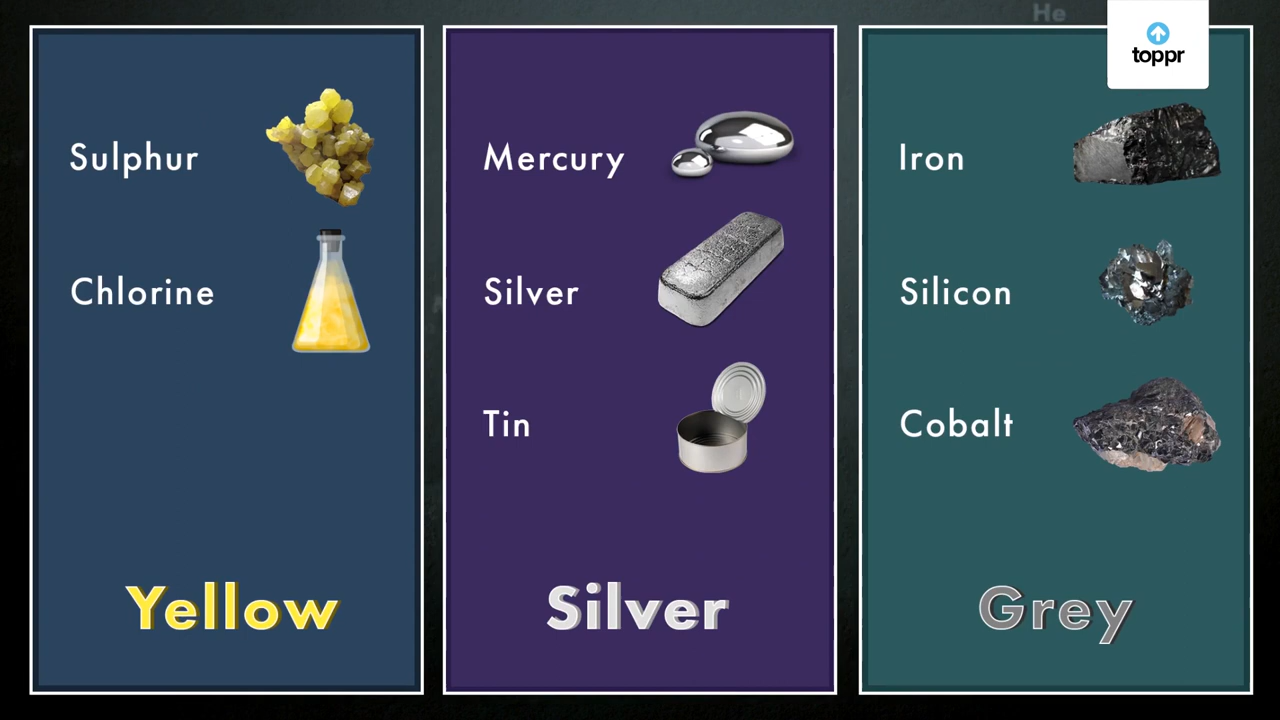 He
toppr
Sulphur
Chlorine
Yellow
Mercury
Silver
Tin
Silver
Iron
Silicon
Cobalt
Grey